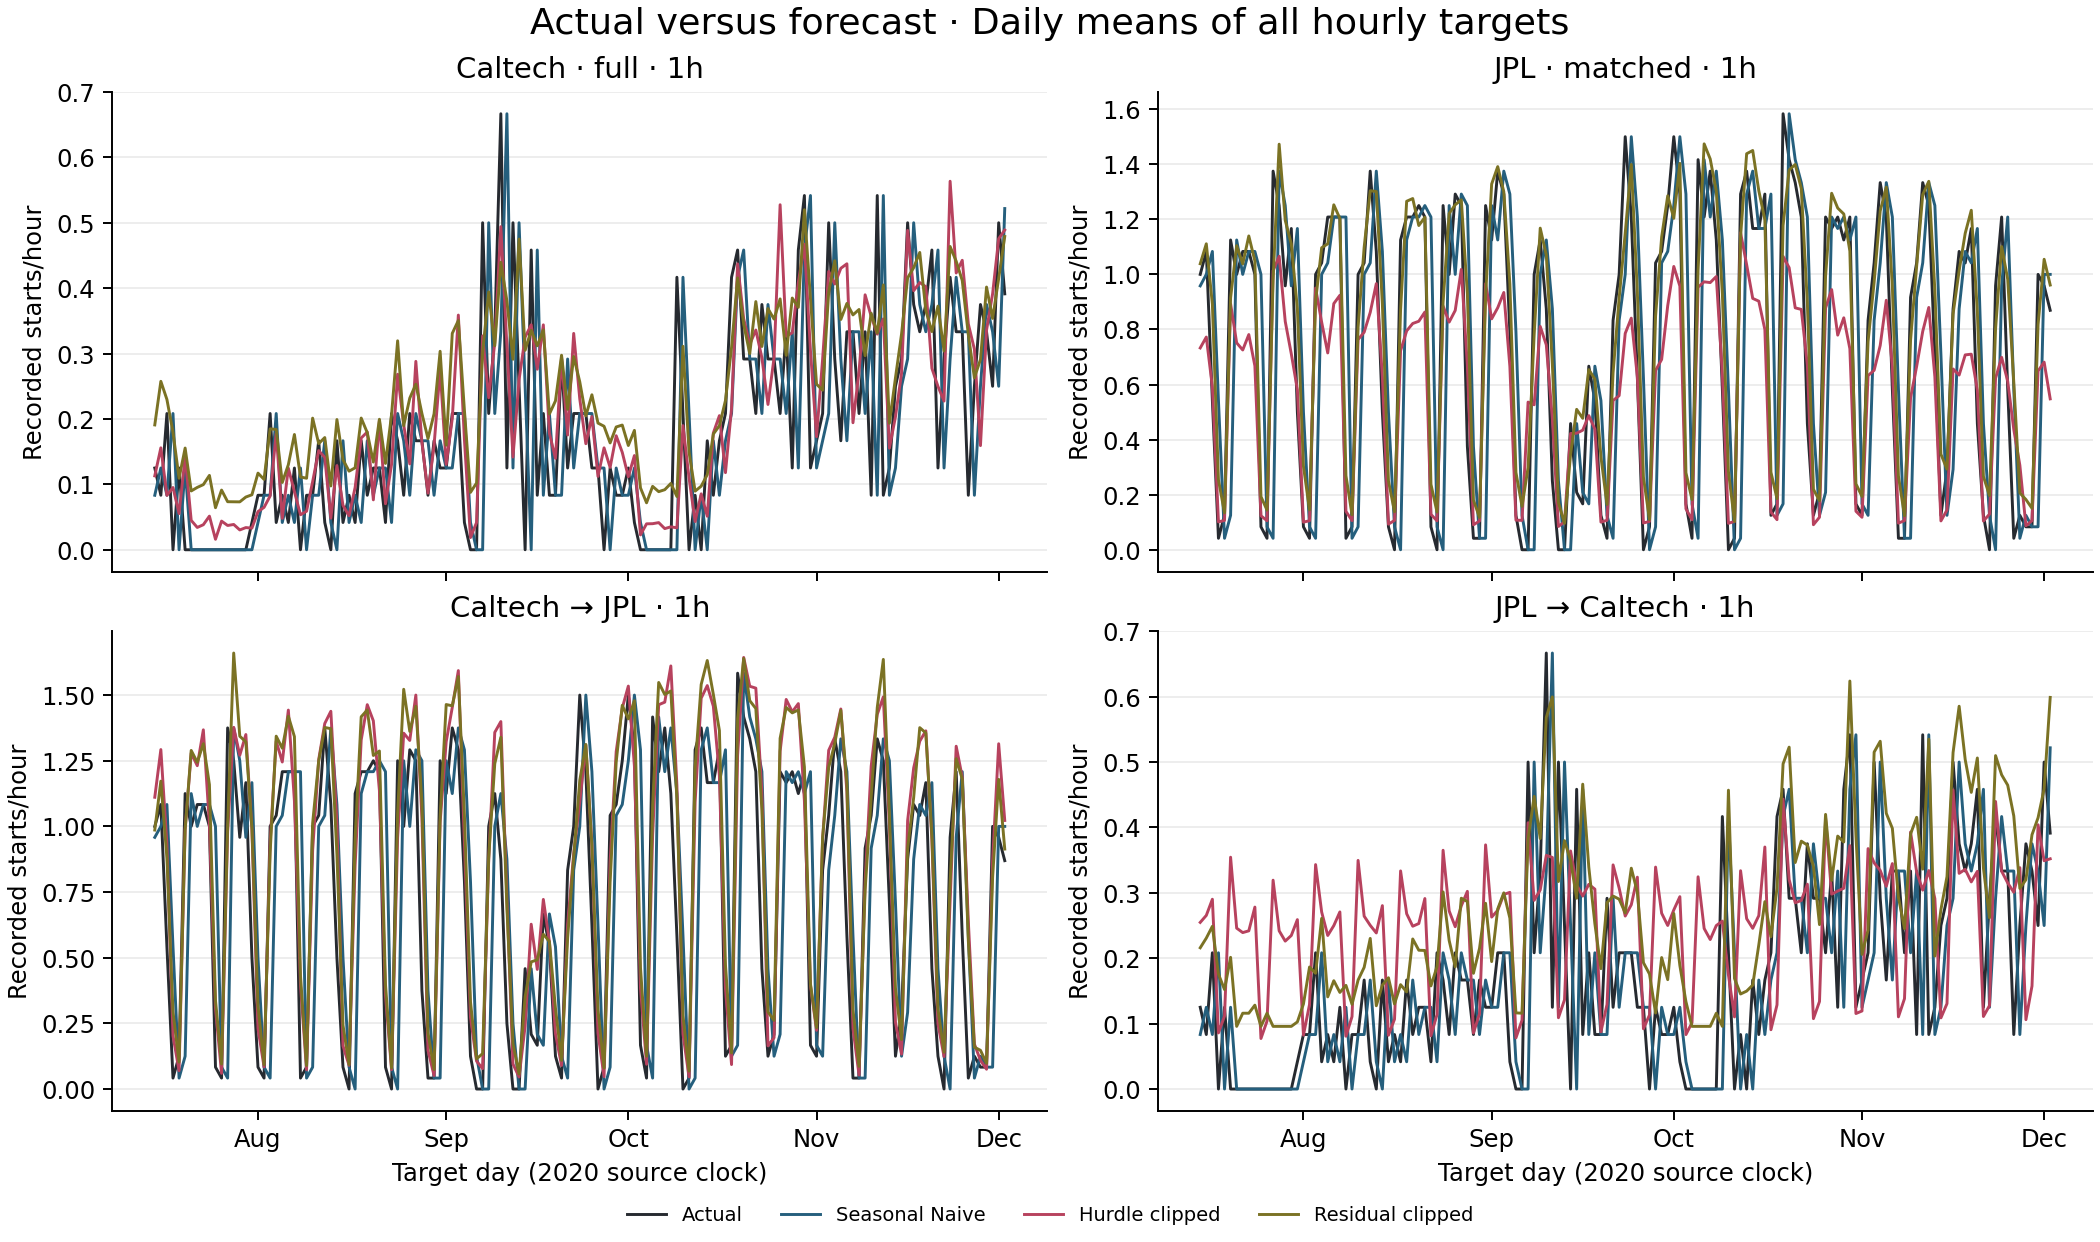 Actual versus forecast · Daily means of all hourly targets
Caltech · full · 1h
Recorded starts/hour
0.7
0.6
0.5
0.4
0.3
0.2
0.1
0.0
JPL · matched · 1h
Recorded starts/hour
1.6
1.4
1.2
1.0
0.8
0.6
0.4
0.2
0.0
Caltech → JPL · 1h
Recorded starts/hour
1.50
1.25
1.00
0.75
0.50
0.25
0.00
Aug Sep Oct Nov Dec
Target day (2020 source clock)
JPL → Caltech · 1h
Recorded starts/hour
0.7
0.6
0.5
0.4
0.3
0.2
0.1
0.0
Aug Sep Oct Nov Dec
Target day (2020 source clock)
Actual Seasonal Naive Hurdle clipped Residual clipped